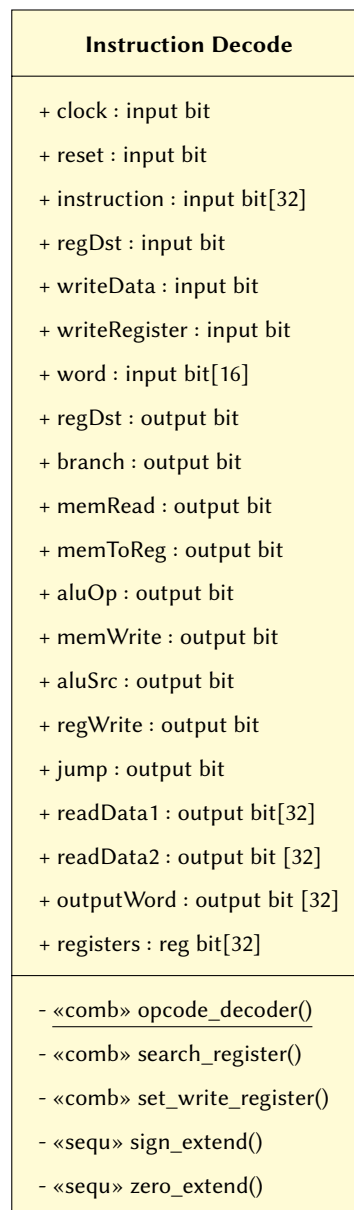 Instruction Decode
+ clock : input bit
+ reset : input bit
+ instruction : input bit[32]
+ regDst : input bit
+ writeData : input bit
+ writeRegister : input bit
+ word : input bit[16]
+ regDst : output bit
+ branch : output bit
+ memRead : output bit
+ memToReg : output bit
+ aluOp : output bit
+ memWrite : output bit
+ aluSrc : output bit
+ regWrite : output bit
+ jump : output bit
+ readData1 : output bit[32]
+ readData2 : output bit [32]
+ outputWord : output bit [32]
+ registers : reg bit[32]
- «comb» opcode_decoder()
- «comb» search_register()
- «comb» set_write_register()
- «sequ» sign_extend()
- «sequ» zero_extend()